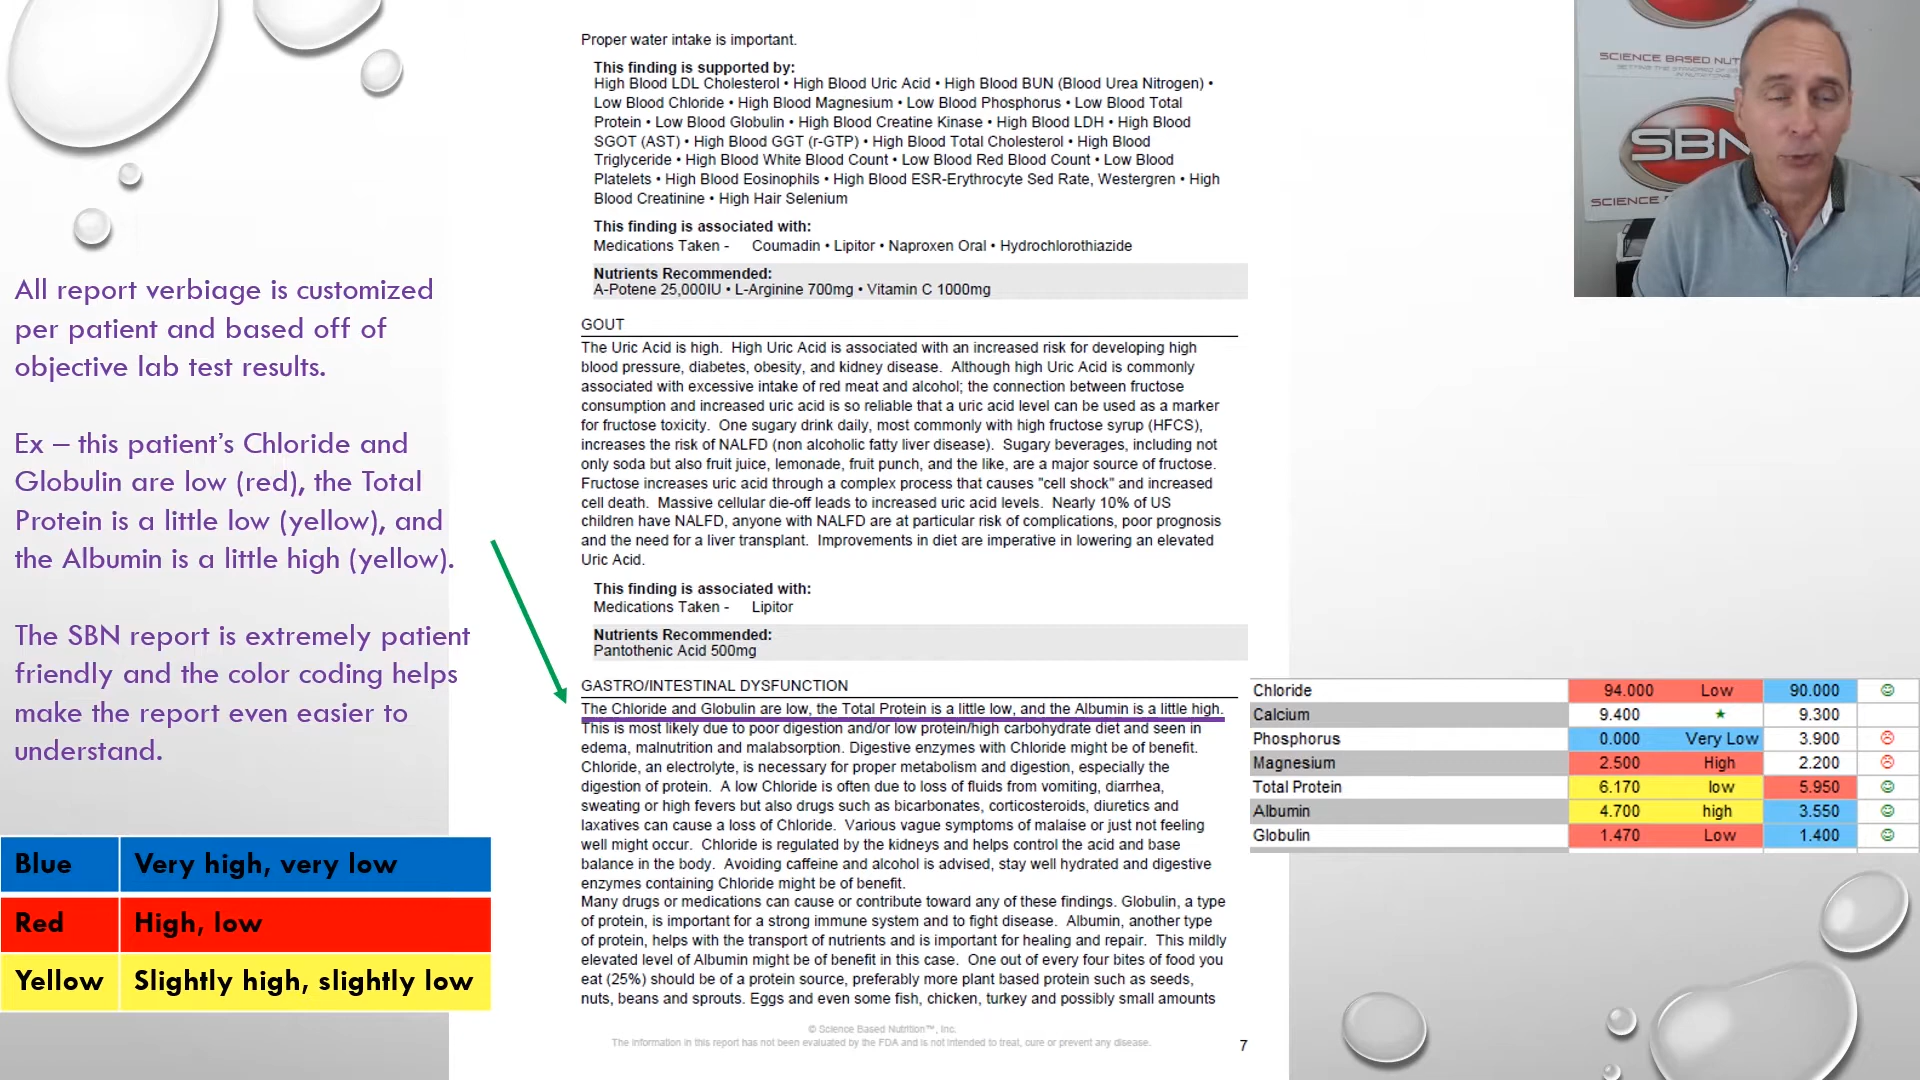 All report verbiage is customized
per patient and based off of
objective lab test results.
Ex – this patient's Chloride and
Globulin are low (red), the Total
Protein is a little low (yellow), and
the Albumin is a little high (yellow).
The SBN report is extremely patient
friendly and the color coding helps
make the report even easier to
understand.
Blue Very high, very low
Red High, low
Yellow Slightly high, slightly low
Proper water intake is important.
This finding is supported by:
High Blood LDL Cholesterol • High Blood Uric Acid • High Blood BUN (Blood Urea Nitrogen) •
Low Blood Chloride • High Blood Magnesium • Low Blood Phosphorus • Low Blood Total
Protein • Low Blood Globulin • High Blood Creatine Kinase • High Blood LDH • High Blood
SGOT (AST) • High Blood GGT (r-GTP) • High Blood Total Cholesterol • High Blood
Triglyceride • High Blood White Blood Count • Low Blood Red Blood Count • Low Blood
Platelets • High Blood Eosinophils • High Blood ESR-Erythrocyte Sed Rate, Westergren • High
Blood Creatinine • High Hair Selenium
This finding is associated with:
Medications Taken - Coumadin • Lipitor • Naproxen Oral • Hydrochlorothiazide
Nutrients Recommended:
A-Potene 25,000IU • L-Arginine 700mg • Vitamin C 1000mg
GOUT
The Uric Acid is high. High Uric Acid is associated with an increased risk for developing high
blood pressure, diabetes, obesity, and kidney disease. Although high Uric Acid is commonly
associated with excessive intake of red meat and alcohol; the connection between fructose
consumption and increased uric acid is so reliable that a uric acid level can be used as a marker
for fructose toxicity. One sugary drink daily, most commonly with high fructose syrup (HFCS),
increases the risk of NALFD (non alcoholic fatty liver disease). Sugary beverages, including not
only soda but also fruit juice, lemonade, fruit punch, and the like, are a major source of fructose.
Fructose increases uric acid through a complex process that causes "cell shock" and increased
cell death. Massive cellular die-off leads to increased uric acid levels. Nearly 10% of US
children have NALFD, anyone with NALFD are at particular risk of complications, poor prognosis
and the need for a liver transplant. Improvements in diet are imperative in lowering an elevated
Uric Acid.
This finding is associated with:
Medications Taken - Lipitor
Nutrients Recommended:
Pantothenic Acid 500mg
GASTRO/INTESTINAL DYSFUNCTION
The Chloride and Globulin are low, the Total Protein is a little low, and the Albumin is a little high.
This is most likely due to poor digestion and/or low protein/high carbohydrate diet and seen in
edema, malnutrition and malabsorption. Digestive enzymes with Chloride might be of benefit.
Chloride, an electrolyte, is necessary for proper metabolism and digestion, especially the
digestion of protein. A low Chloride is often due to loss of fluids from vomiting, diarrhea,
sweating or high fevers but also drugs such as bicarbonates, corticosteroids, diuretics and
laxatives can cause a loss of Chloride. Various vague symptoms of malaise or just not feeling
well might occur. Chloride is regulated by the kidneys and helps control the acid and base
balance in the body. Avoiding caffeine and alcohol is advised, stay well hydrated and digestive
enzymes containing Chloride might be of benefit.
Many drugs or medications can cause or contribute toward any of these findings. Globulin, a type
of protein, is important for a strong immune system and to fight disease. Albumin, another type
of protein, helps with the transport of nutrients and is important for healing and repair. This mildly
elevated level of Albumin might be of benefit in this case. One out of every four bites of food you
eat (25%) should be of a protein source, preferably more plant based protein such as seeds,
nuts, beans and sprouts. Eggs and even some fish, chicken, turkey and possibly small amounts
© Science Based Nutrition™, Inc.
The information in this report has not been evaluated by the FDA and is not intended to treat, cure or prevent any disease.
7
SCIENCE BASED NUT
SBN
SCIENCE
Chloride 94.000 Low 90.000
Calcium 9.400 ★ 9.300
Phosphorus 0.000 Very Low 3.900
Magnesium 2.500 High 2.200
Total Protein 6.170 low 5.950
Albumin 4.700 high 3.550
Globulin 1.470 Low 1.400